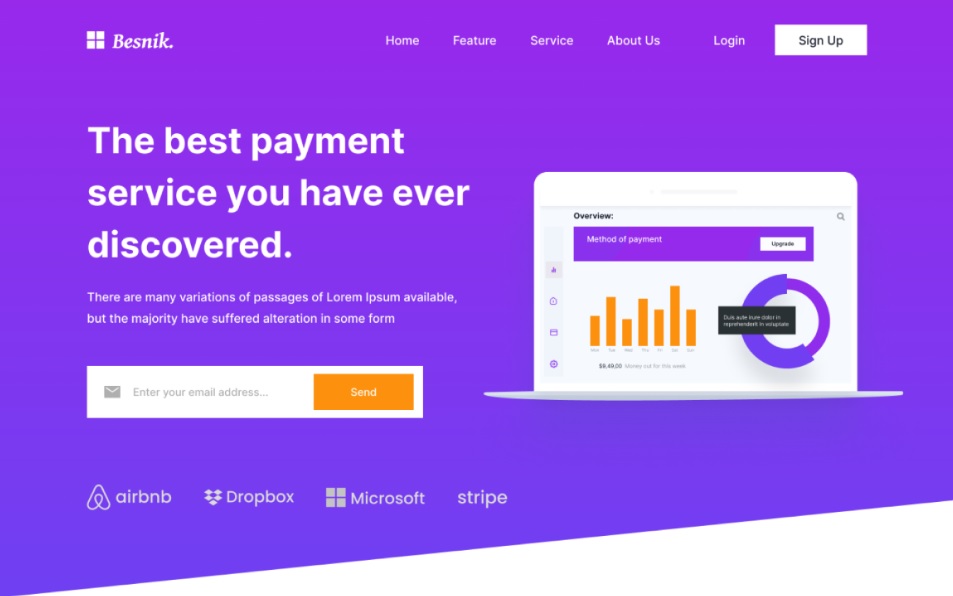 Besnik.
Home Feature Service About Us Login Sign Up
The best payment
service you have ever
discovered.
There are many variations of passages of Lorem Ipsum available,
but the majority have suffered alteration in some form
Enter your email address...
Send
airbnb Dropbox Microsoft stripe
Overview:
Method of payment
Upgrade
Duis aute irure dolor in
reprehenderit in voluptate
Mon Tue Wed Thu Fri Sat Sun
$8,49,00 Money out for this week